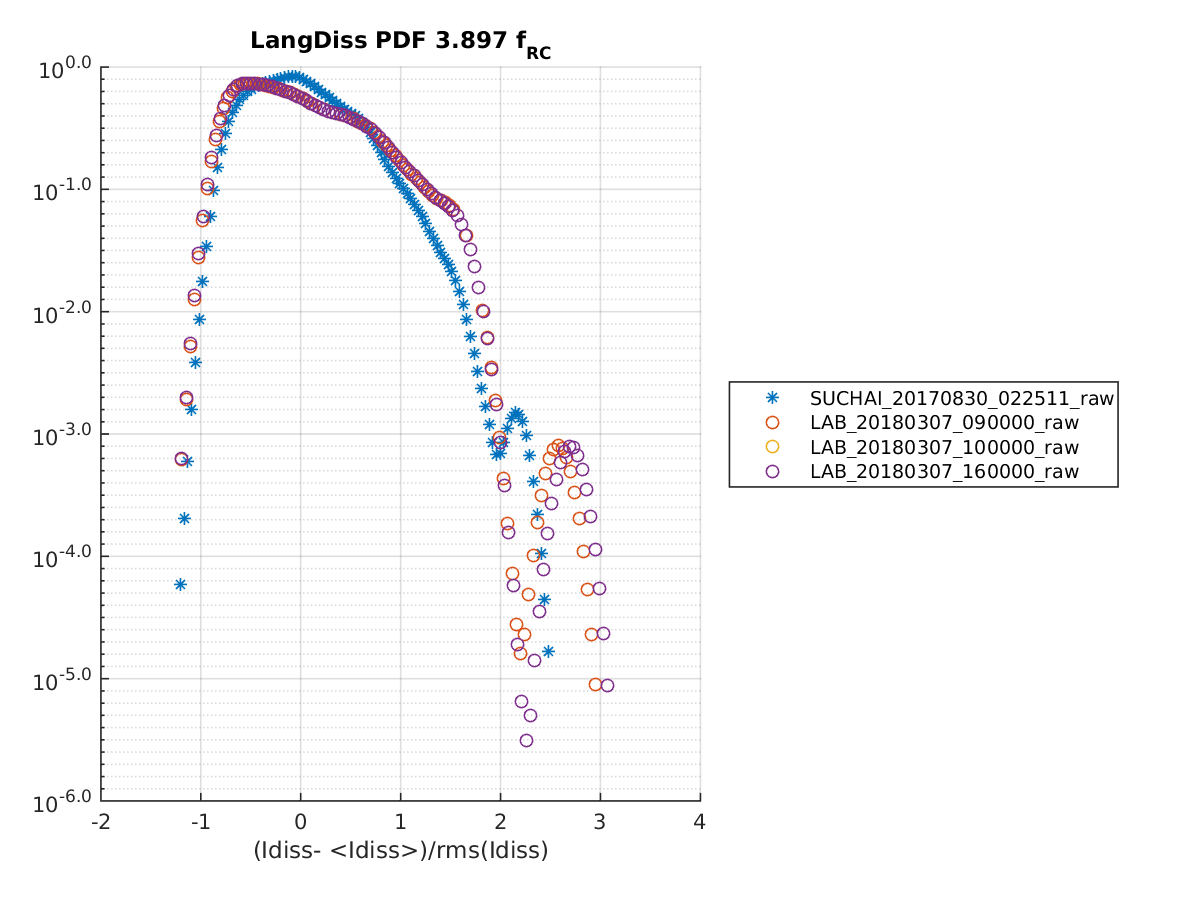 LangDiss PDF 3.897 f_RC
10^0.0
10^-1.0
10^-2.0
10^-3.0
10^-4.0
10^-5.0
10^-6.0
-2 -1 0 1 2 3 4
(Idiss- <Idiss>)/rms(Idiss)
SUCHAI_20170830_022511_raw
LAB_20180307_090000_raw
LAB_20180307_100000_raw
LAB_20180307_160000_raw